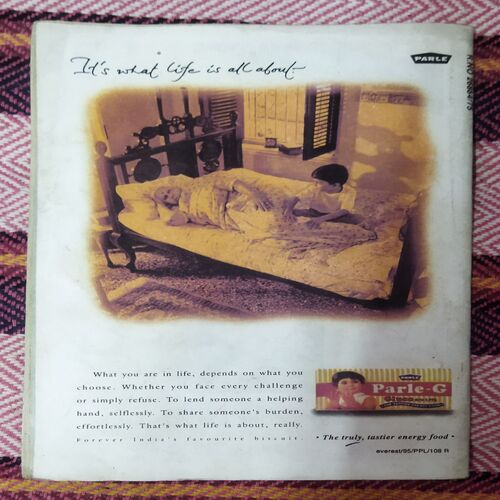 It's what life is all about.
PARLE
What you are in life, depends on what you
choose. Whether you face every challenge
or simply refuse. To lend someone a helping
hand, selflessly. To share someone's burden,
effortlessly. That's what life is about, really.
Forever India's favourite biscuit.
PARLE
Parle-G
• The truly, tastier energy food •
everest/95/PPL/108 R